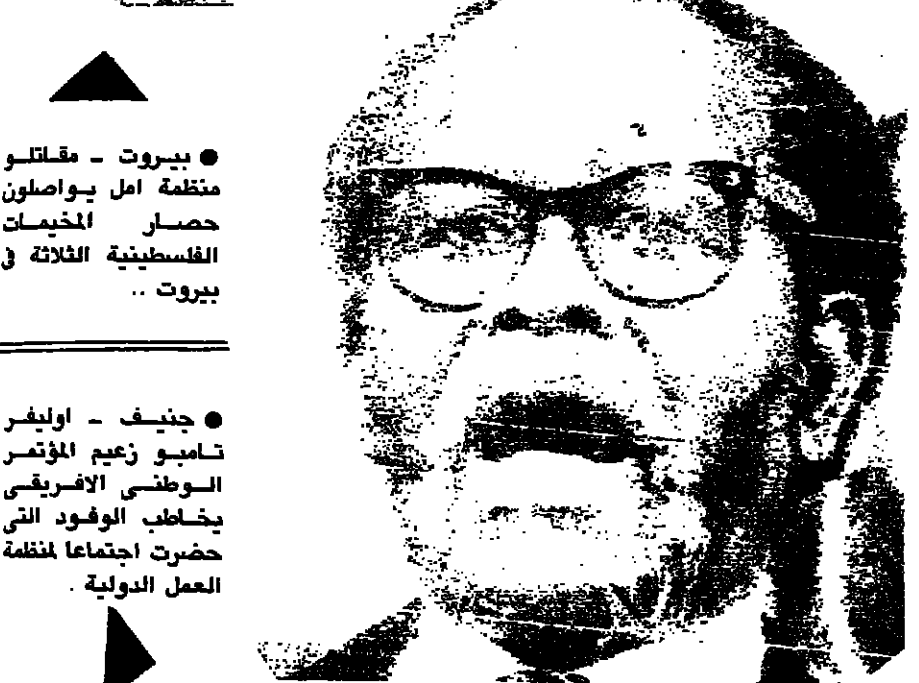 ● بيروت - مقاتلو
منظمة امل يواصلون
حصار المخيمات
الفلسطينية الثلاثة في
بيروت ..
● جنيف - اوليفر
تامبو زعيم المؤتمر
الوطني الافريقي
يخاطب الوفود التي
حضرت اجتماعا لمنظمة
العمل الدولية .